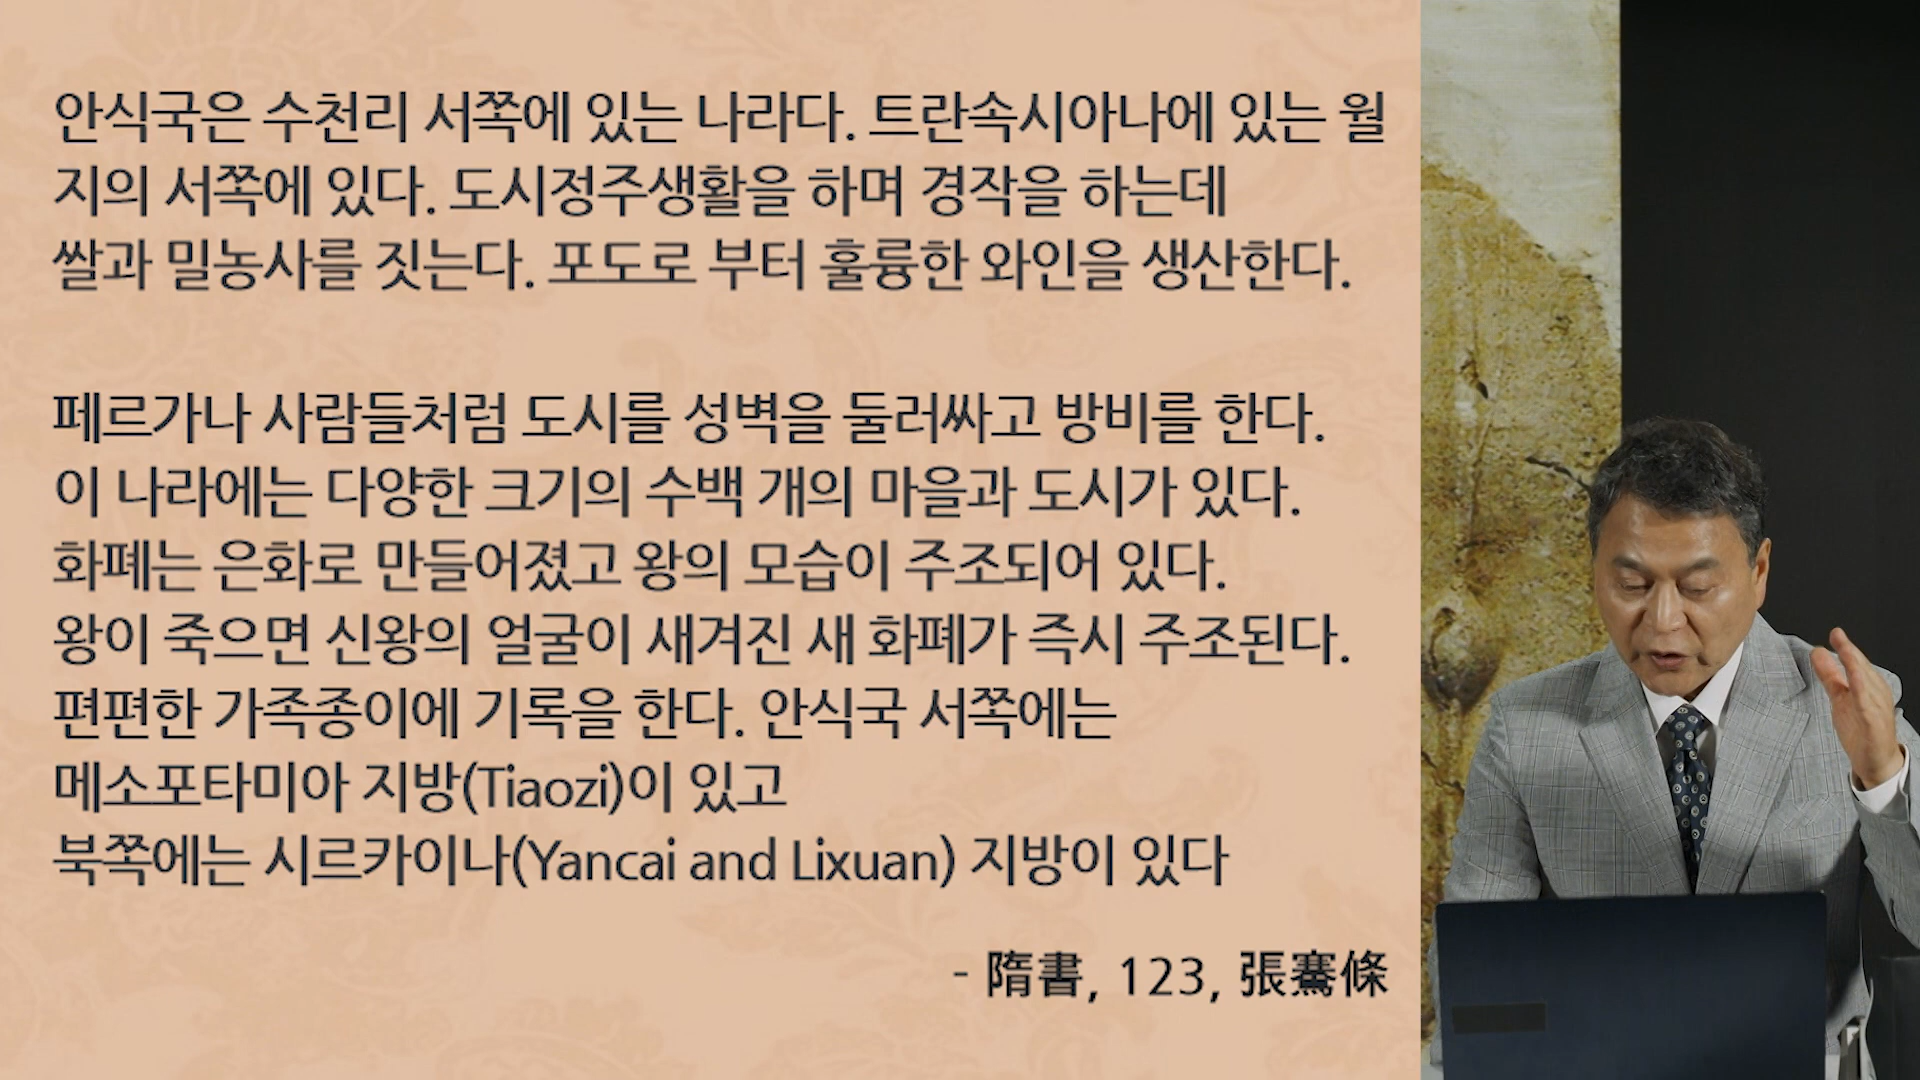 안식국은 수천리 서쪽에 있는 나라다. 트란속시아나에 있는 월
지의 서쪽에 있다. 도시정주생활을 하며 경작을 하는데
쌀과 밀농사를 짓는다. 포도로 부터 훌륭한 와인을 생산한다.
페르가나 사람들처럼 도시를 성벽을 둘러싸고 방비를 한다.
이 나라에는 다양한 크기의 수백 개의 마을과 도시가 있다.
화폐는 은화로 만들어졌고 왕의 모습이 주조되어 있다.
왕이 죽으면 신왕의 얼굴이 새겨진 새 화폐가 즉시 주조된다.
편편한 가족종이에 기록을 한다. 안식국 서쪽에는
메소포타미아 지방(Tiaozi)이 있고
북쪽에는 시르카이나(Yancai and Lixuan) 지방이 있다
- 隋書, 123, 張騫條